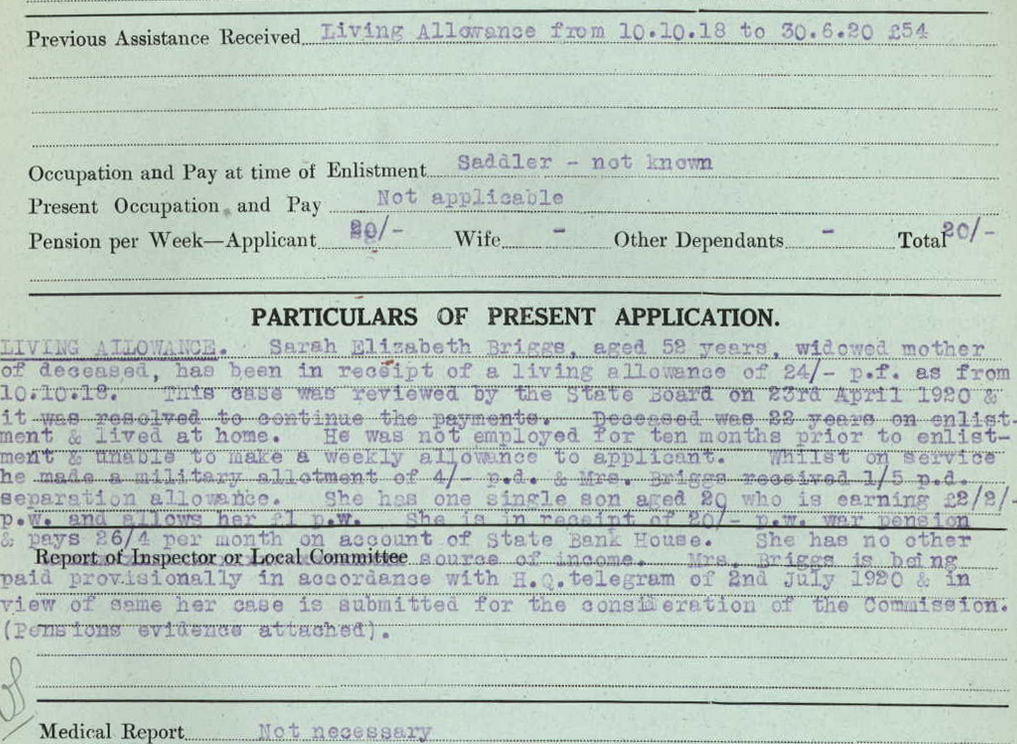 Previous Assistance Received Living Allowance from 10.10.18 to 30.6.20 £54
Occupation and Pay at time of Enlistment Saddler - not known
Present Occupation and Pay Not applicable
Pension per Week—Applicant 20/- Wife - Other Dependants - Total 20/-
PARTICULARS OF PRESENT APPLICATION.
LIVING ALLOWANCE. Sarah Elizabeth Briggs, aged 52 years, widowed mother
of deceased, has been in receipt of a living allowance of 24/- p.f. as from
10.10.18. This case was reviewed by the State Board on 23rd April 1920 &
it was resolved to continue the payments. Deceased was 22 years on enlist-
ment & lived at home. He was not employed for ten months prior to enlist-
ment & unable to make a weekly allowance to applicant. Whilst on service
he made a military allotment of 4/- p.d. & Mrs. Briggs received 1/5 p.d.
separation allowance. She has one single son aged 20 who is earning £2/2/-
p.w. and allows her £1 p.w. She is in receipt of 20/- p.w. war pension
& pays 26/4 per month on account of State Bank House. She has no other
Report of Inspector or Local Committee source of income. Mrs. Briggs is being
paid provisionally in accordance with H.Q.telegram of 2nd July 1920 & in
view of same her case is submitted for the consideration of the Commission.
(Pensions evidence attached).
Medical Report Not necessary